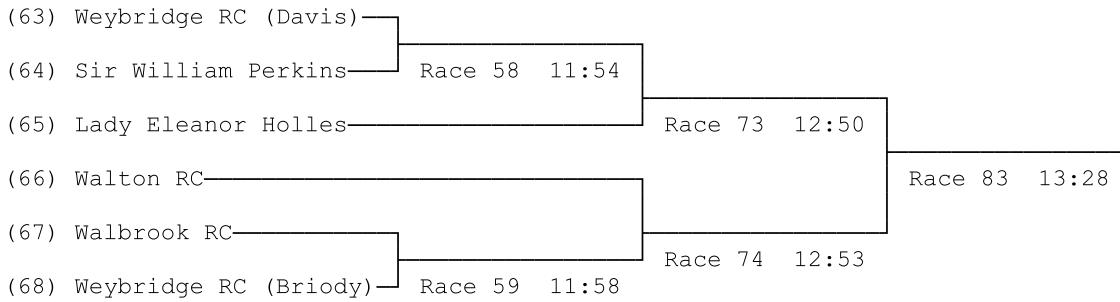 (63) Weybridge RC (Davis)
(64) Sir William Perkins
Race 58 11:54
(65) Lady Eleanor Holles
Race 73 12:50
(66) Walton RC
Race 83 13:28
(67) Walbrook RC
Race 74 12:53
(68) Weybridge RC (Briody)
Race 59 11:58